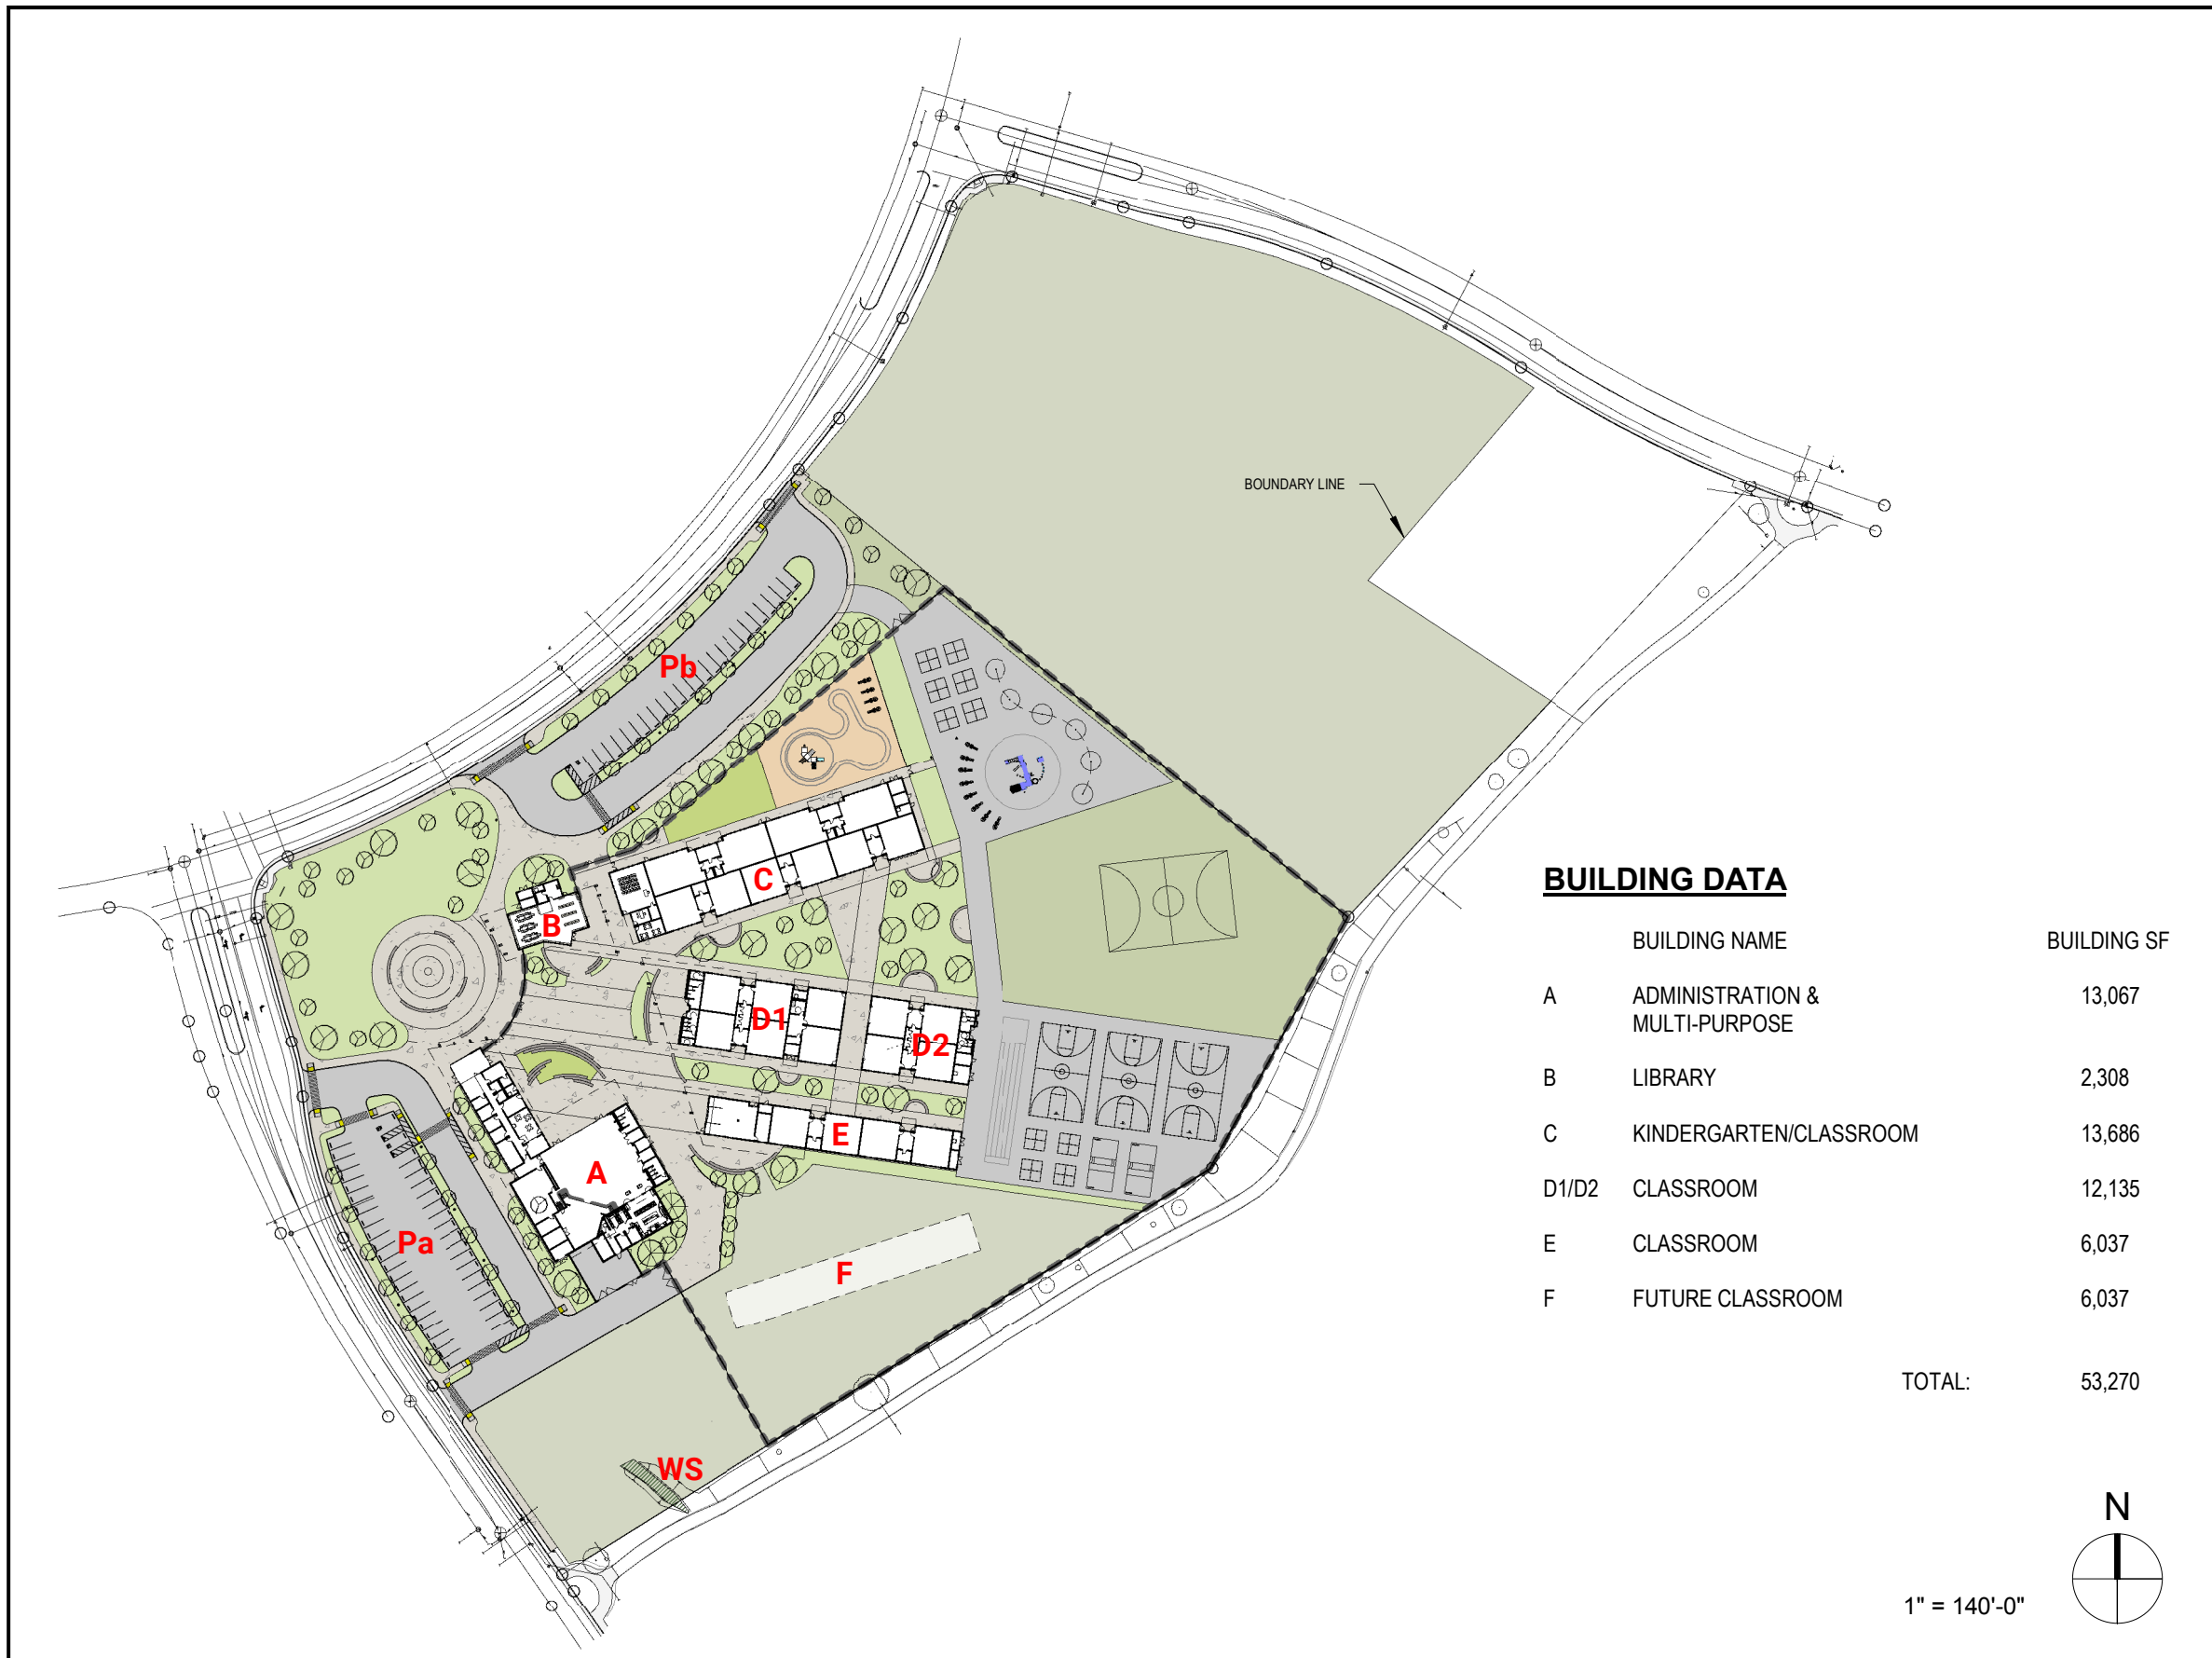 BOUNDARY LINE
Pb
C
B
D1
D2
E
A
Pa
F
WS
BUILDING DATA
BUILDING NAME BUILDING SF
A ADMINISTRATION & 13,067
MULTI-PURPOSE
B LIBRARY 2,308
C KINDERGARTEN/CLASSROOM 13,686
D1/D2 CLASSROOM 12,135
E CLASSROOM 6,037
F FUTURE CLASSROOM 6,037
TOTAL: 53,270
N
1" = 140'-0"